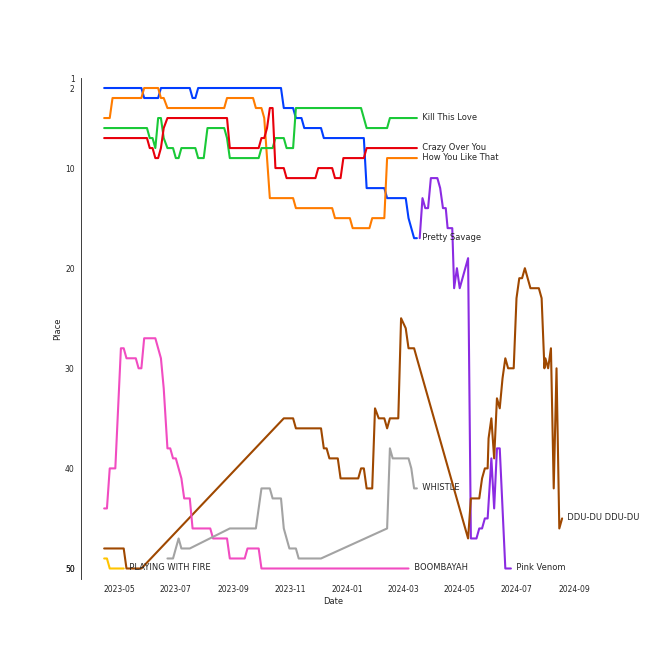 1
2
Kill This Love
Crazy Over You
How You Like That
10
Pretty Savage
20
Place
30
40
WHISTLE
DDU-DU DDU-DU
50
PLAYING WITH FIRE
BOOMBAYAH
Pink Venom
2023-05 2023-07 2023-09 2023-11 2024-01 2024-03 2024-05 2024-07 2024-09
Date